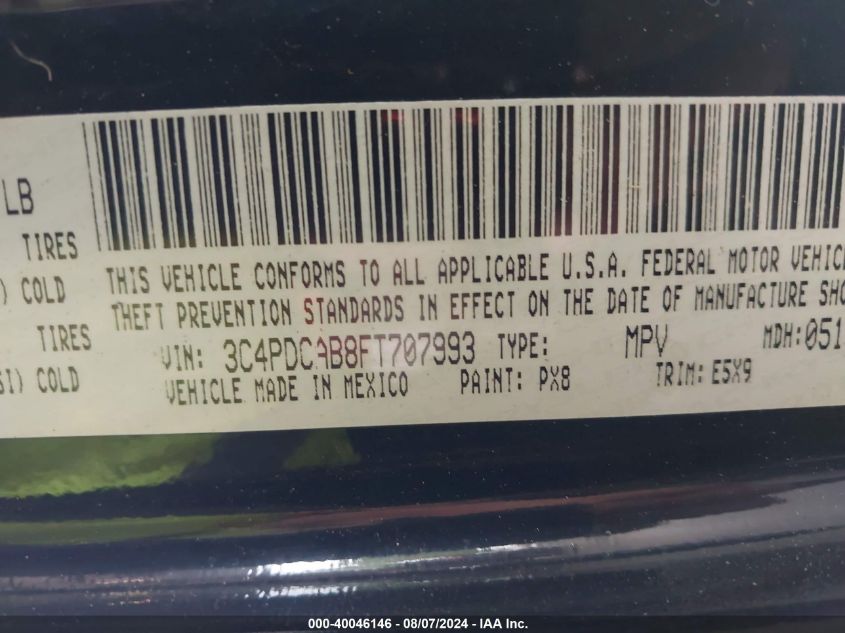 LB
TIRES
) COLD
TIRES
SI) COLD
THIS VEHICLE CONFORMS TO ALL APPLICABLE U.S.A. FEDERAL MOTOR VEHIC
THEFT PREVENTION STANDARDS IN EFFECT ON THE DATE OF MANUFACTURE SHO
VIN: 3C4PDCAB8FT707993 TYPE: MPV MDH:051
VEHICLE MADE IN MEXICO PAINT: PX8 TRIM: E5X9
000-40046146 - 08/07/2024 - IAA Inc.